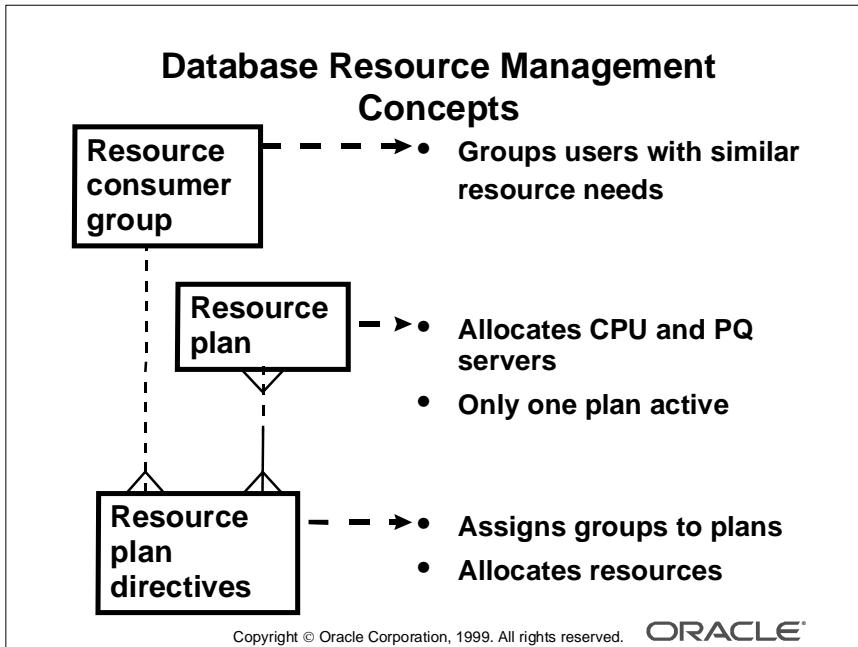 Database Resource Management
Concepts
Resource
consumer
group
• Groups users with similar
resource needs
Resource
plan
• Allocates CPU and PQ
servers
• Only one plan active
Resource
plan
directives
• Assigns groups to plans
• Allocates resources
Copyright © Oracle Corporation, 1999. All rights reserved. ORACLE®